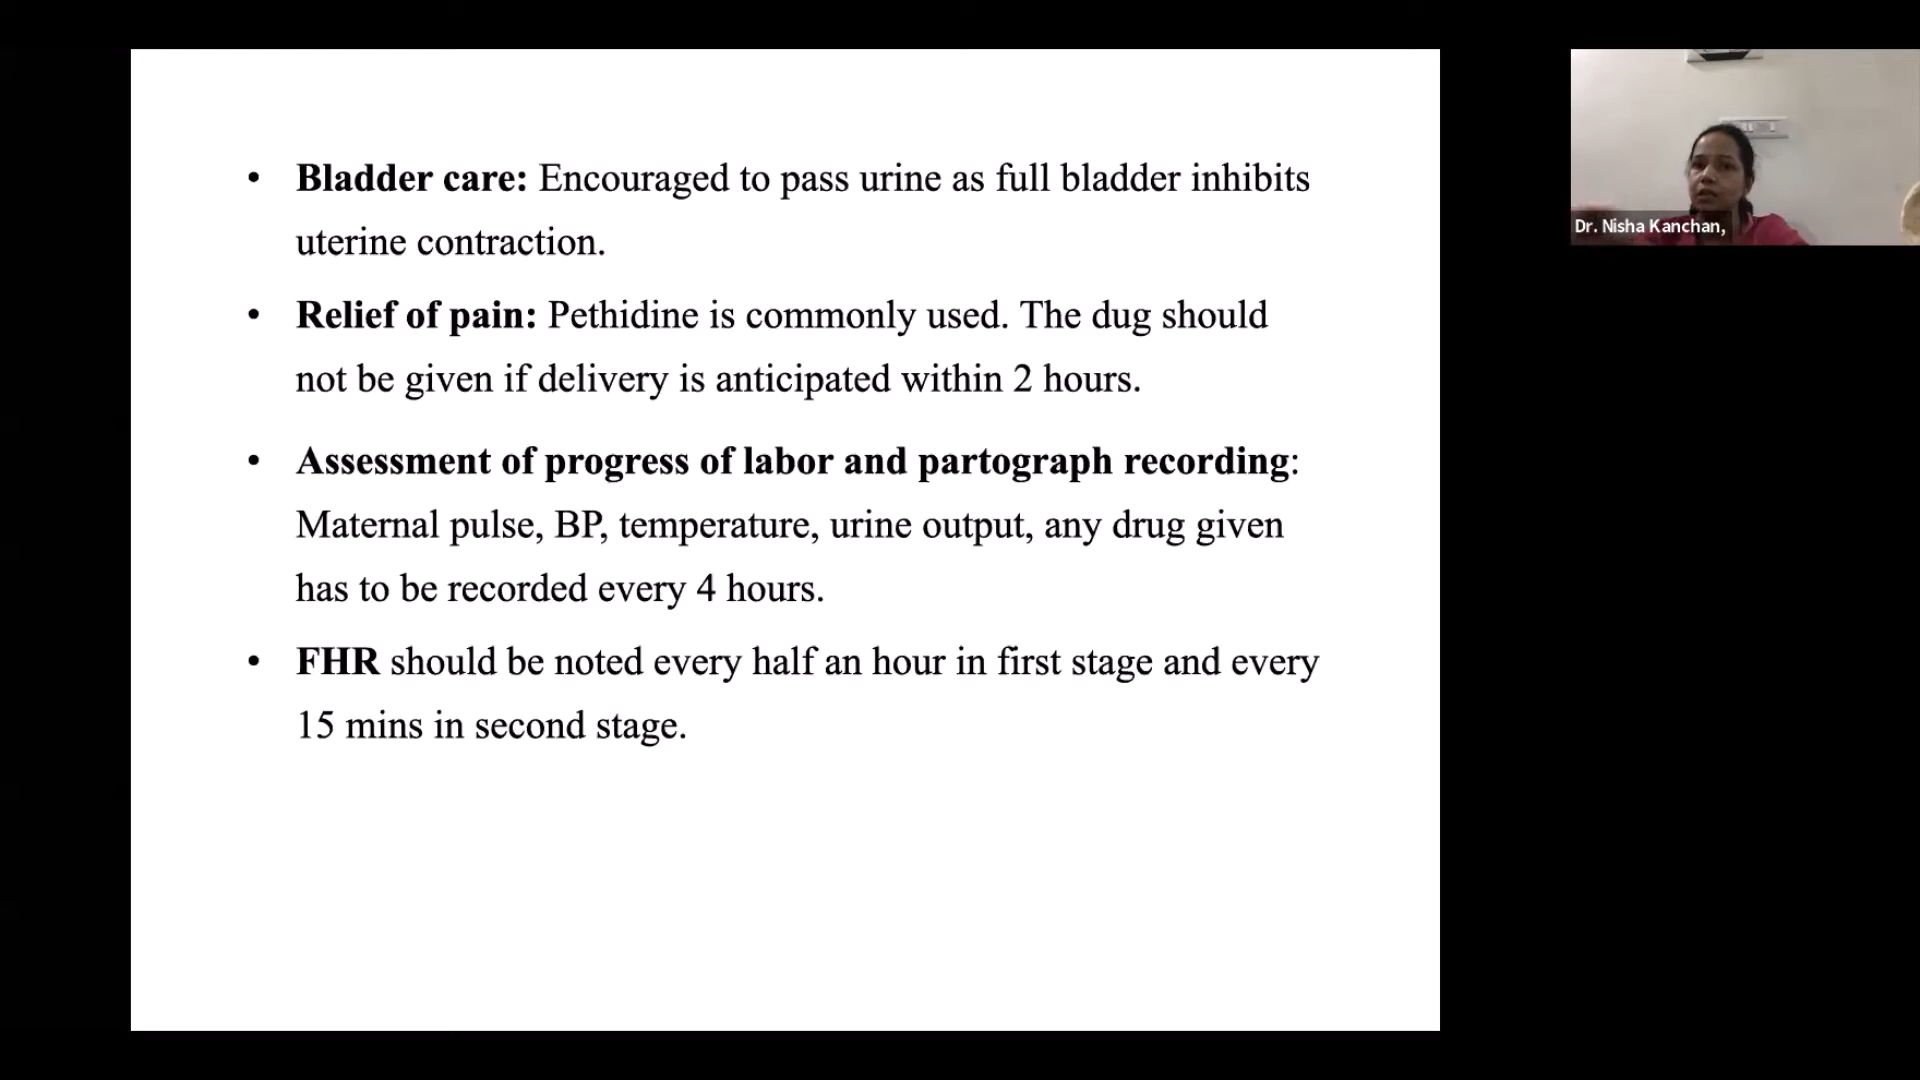 • Bladder care: Encouraged to pass urine as full bladder inhibits
uterine contraction.
• Relief of pain: Pethidine is commonly used. The dug should
not be given if delivery is anticipated within 2 hours.
• Assessment of progress of labor and partograph recording:
Maternal pulse, BP, temperature, urine output, any drug given
has to be recorded every 4 hours.
• FHR should be noted every half an hour in first stage and every
15 mins in second stage.
Dr. Nisha Kanchan,